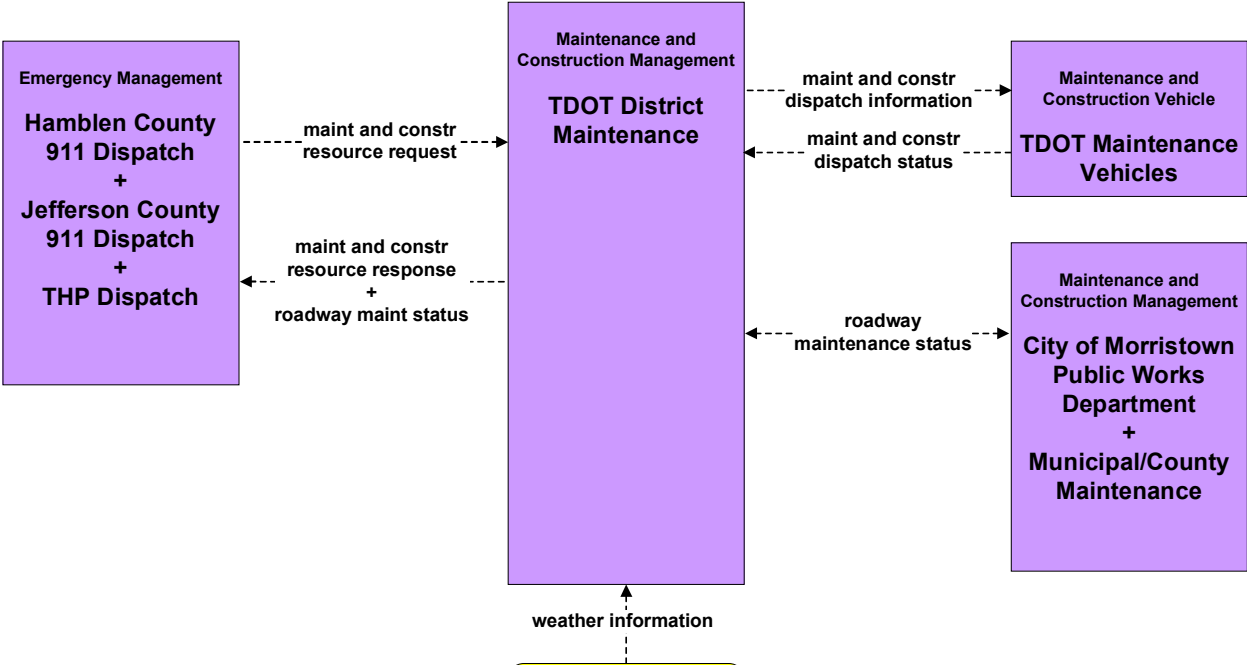 Emergency Management
Hamblen County
911 Dispatch
+
Jefferson County
911 Dispatch
+
THP Dispatch
maint and constr
resource request
maint and constr
resource response
+
roadway maint status
Maintenance and
Construction Management
TDOT District
Maintenance
maint and constr
dispatch information
maint and constr
dispatch status
Maintenance and
Construction Vehicle
TDOT Maintenance
Vehicles
roadway
maintenance status
Maintenance and
Construction Management
City of Morristown
Public Works
Department
+
Municipal/County
Maintenance
weather information